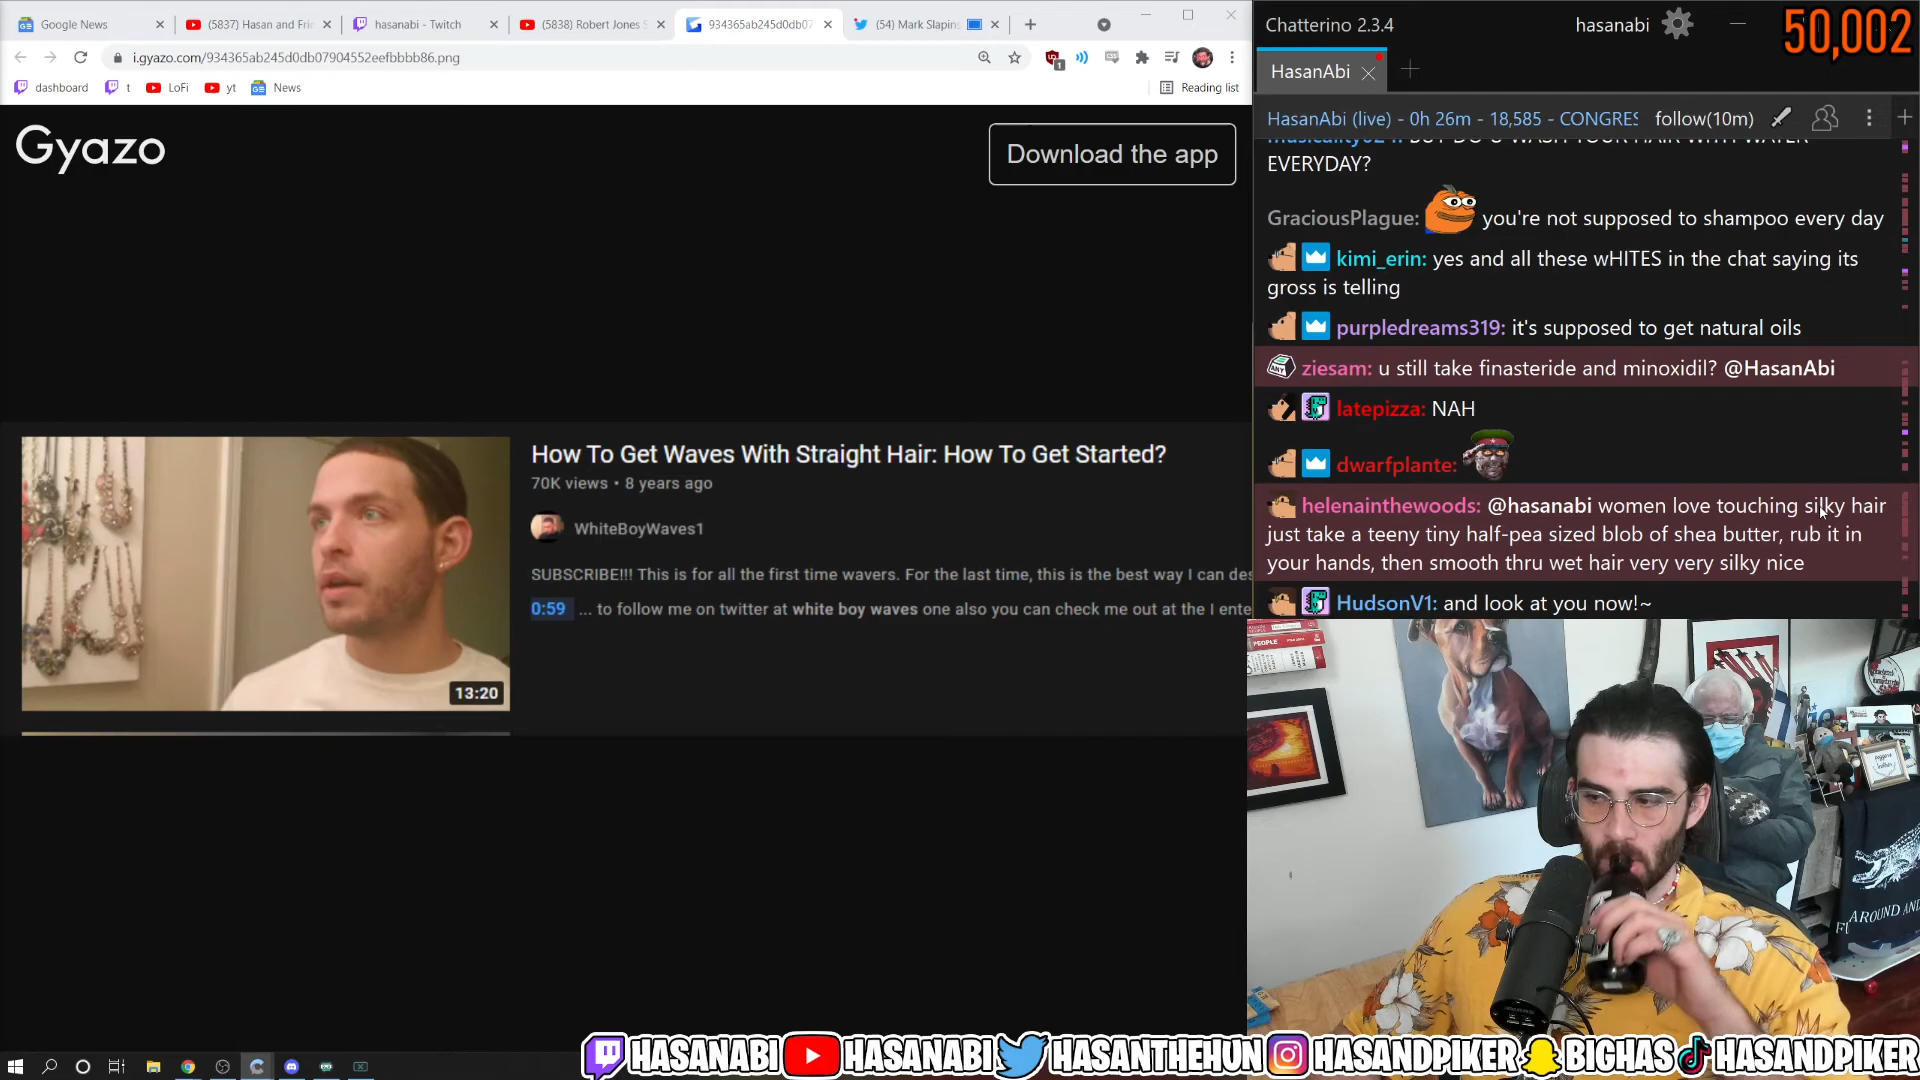 Google News
(5837) Hasan and Frie
hasanabi - Twitch
(5838) Robert Jones S
934365ab245d0db07
(54) Mark Slapins
Chatterino 2.3.4
hasanabi
50,002
i.gyazo.com/934365ab245d0db07904552eefbbbb86.png
HasanAbi
dashboard
t
LoFi
yt
News
Reading list
HasanAbi (live) - 0h 26m - 18,585 - CONGRES
follow(10m)
Gyazo
Download the app
EVERYDAY?
GraciousPlague: you're not supposed to shampoo every day
kimi_erin: yes and all these wHITES in the chat saying its
gross is telling
purpledreams319: it's supposed to get natural oils
ziesam: u still take finasteride and minoxidil? @HasanAbi
latepizza: NAH
dwarfplante:
helenainthewoods: @hasanabi women love touching silky hair
just take a teeny tiny half-pea sized blob of shea butter, rub it in
your hands, then smooth thru wet hair very very silky nice
HudsonV1: and look at you now!~
How To Get Waves With Straight Hair: How To Get Started?
70K views • 8 years ago
WhiteBoyWaves1
SUBSCRIBE!!! This is for all the first time wavers. For the last time, this is the best way I can des
0:59 ... to follow me on twitter at white boy waves one also you can check me out at the I ente
13:20
PEOPLE
AROUND AND
HASANABI
HASANABI
HASANTHEHUN
HASANDPIKER
BIGHAS
HASANDPIKER